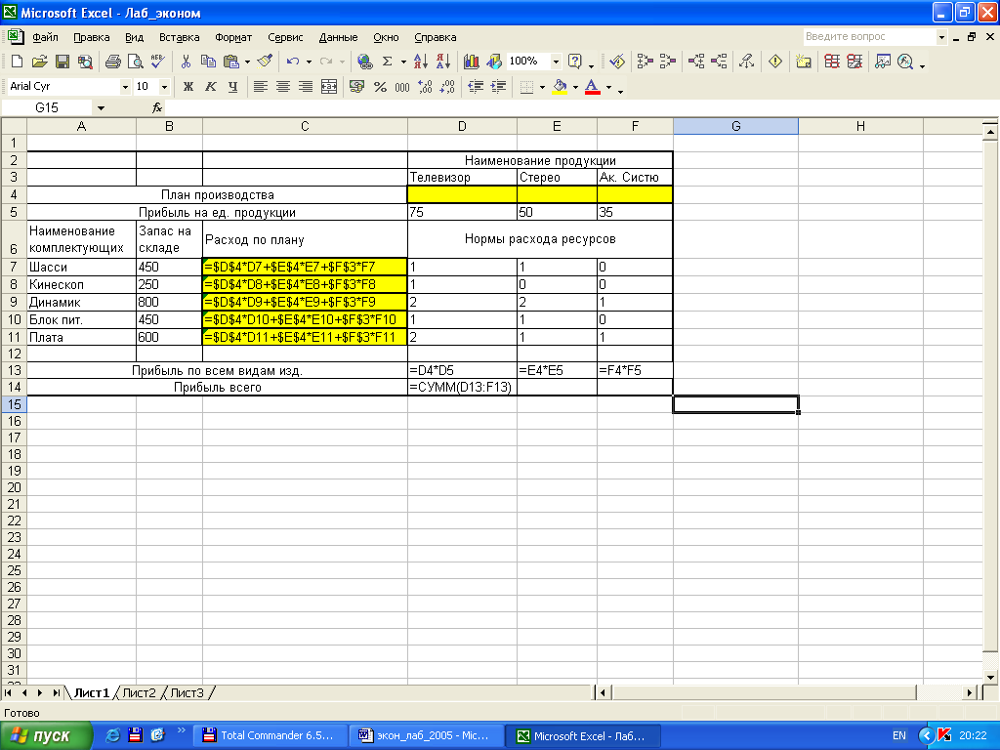 Microsoft Excel - Лаб_эконом
Файл Правка Вид Вставка Формат Сервис Данные Окно Справка
Введите вопрос
100%
Arial Cyr 10 Ж К Ч % 000
G15 fx
A B C D E F G H
1
2 Наименование продукции
3 Телевизор Стерео Ак. Систю
4 План производства
5 Прибыль на ед. продукции 75 50 35
6 Наименование комплектующих Запас на складе Расход по плану Нормы расхода ресурсов
7 Шасси 450 =$D$4*D7+$E$4*E7+$F$3*F7 1 1 0
8 Кинескоп 250 =$D$4*D8+$E$4*E8+$F$3*F8 1 0 0
9 Динамик 800 =$D$4*D9+$E$4*E9+$F$3*F9 2 2 1
10 Блок пит. 450 =$D$4*D10+$E$4*E10+$F$3*F10 1 1 0
11 Плата 600 =$D$4*D11+$E$4*E11+$F$3*F11 2 1 1
12
13 Прибыль по всем видам изд. =D4*D5 =E4*E5 =F4*F5
14 Прибыль всего =СУММ(D13:F13)
15
16
17
18
19
20
21
22
23
24
25
26
27
28
29
30
31
Лист1 Лист2 Лист3
Готово
пуск Total Commander 6.5... экон_лаб_2005 - Mic... Microsoft Excel - Лаб... EN 20:22